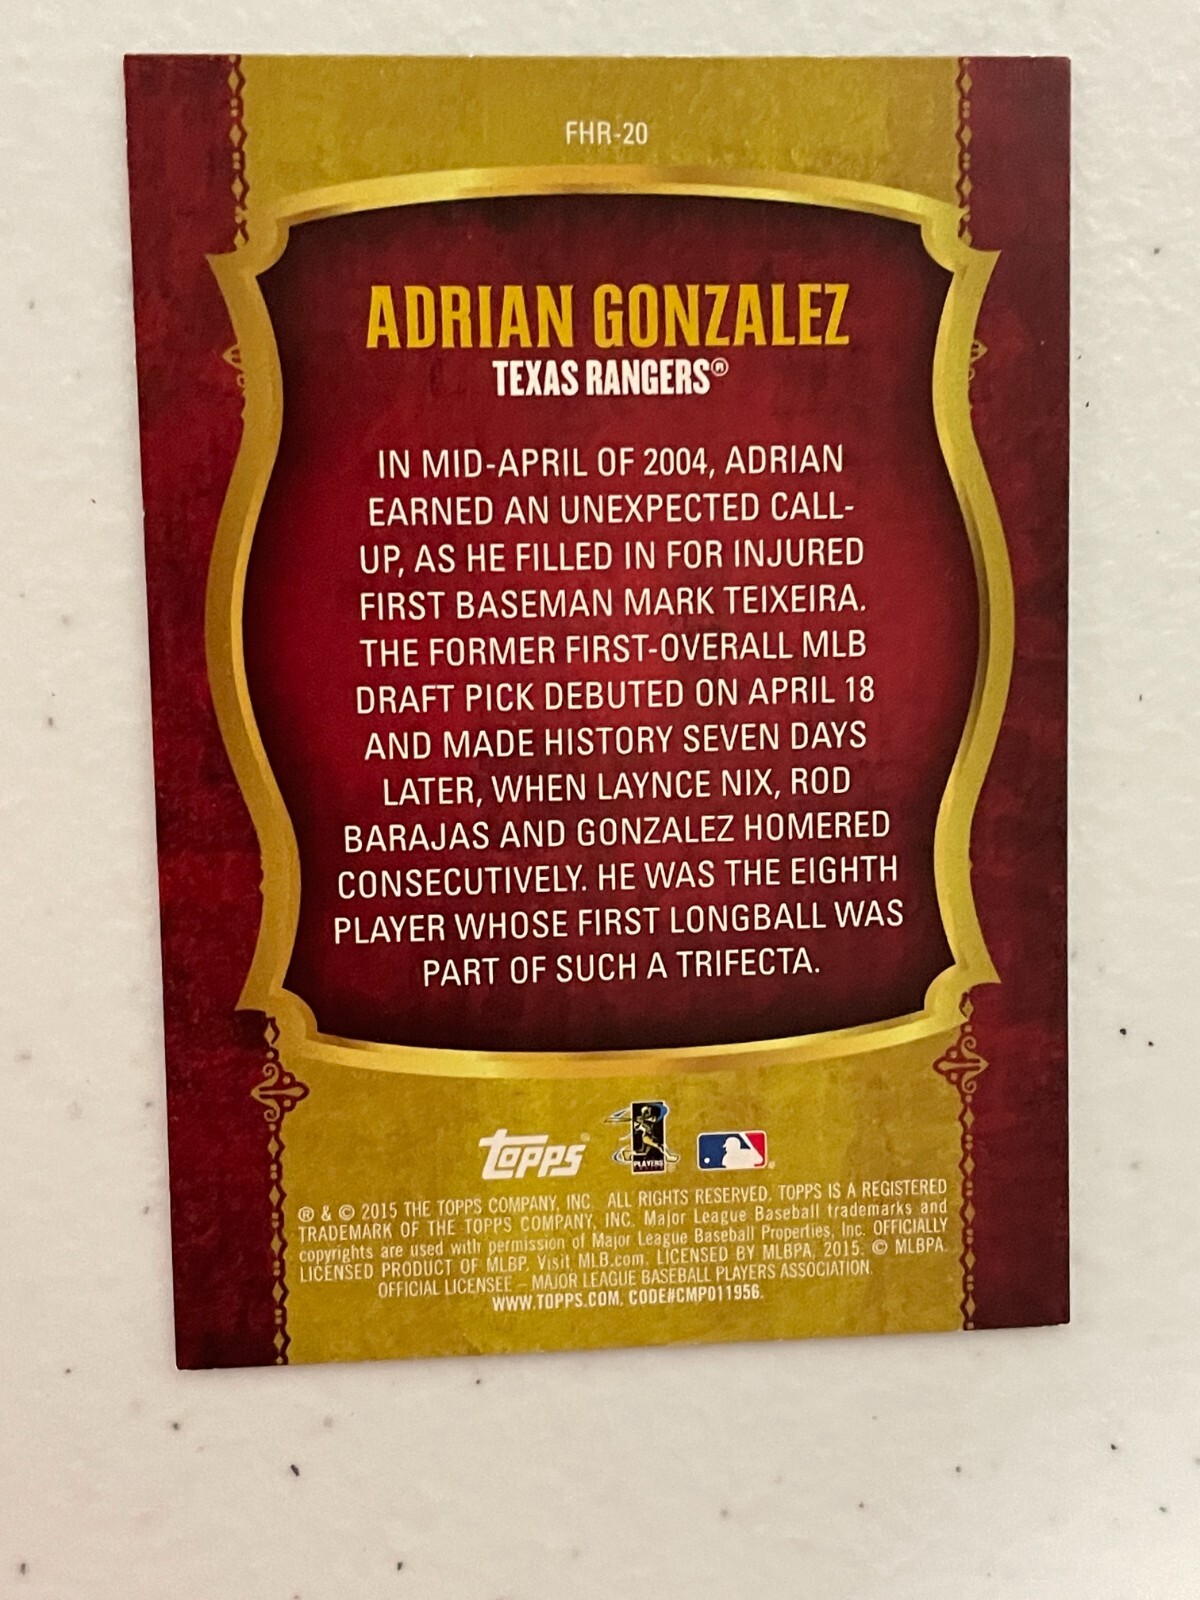 FHR-20
ADRIAN GONZALEZ
TEXAS RANGERS®
IN MID-APRIL OF 2004, ADRIAN
EARNED AN UNEXPECTED CALL-
UP, AS HE FILLED IN FOR INJURED
FIRST BASEMAN MARK TEIXEIRA.
THE FORMER FIRST-OVERALL MLB
DRAFT PICK DEBUTED ON APRIL 18
AND MADE HISTORY SEVEN DAYS
LATER, WHEN LAYNCE NIX, ROD
BARAJAS AND GONZALEZ HOMERED
CONSECUTIVELY. HE WAS THE EIGHTH
PLAYER WHOSE FIRST LONGBALL WAS
PART OF SUCH A TRIFECTA.
topps®
PLAYERS
® & © 2015 THE TOPPS COMPANY, INC. ALL RIGHTS RESERVED. TOPPS IS A REGISTERED
TRADEMARK OF THE TOPPS COMPANY, INC. Major League Baseball trademarks and
copyrights are used with permission of Major League Baseball Properties, Inc. OFFICIALLY
LICENSED PRODUCT OF MLBP. Visit MLB.com. LICENSED BY MLBPA, 2015. © MLBPA.
OFFICIAL LICENSEE – MAJOR LEAGUE BASEBALL PLAYERS ASSOCIATION.
WWW.TOPPS.COM. CODE#CMP011956.